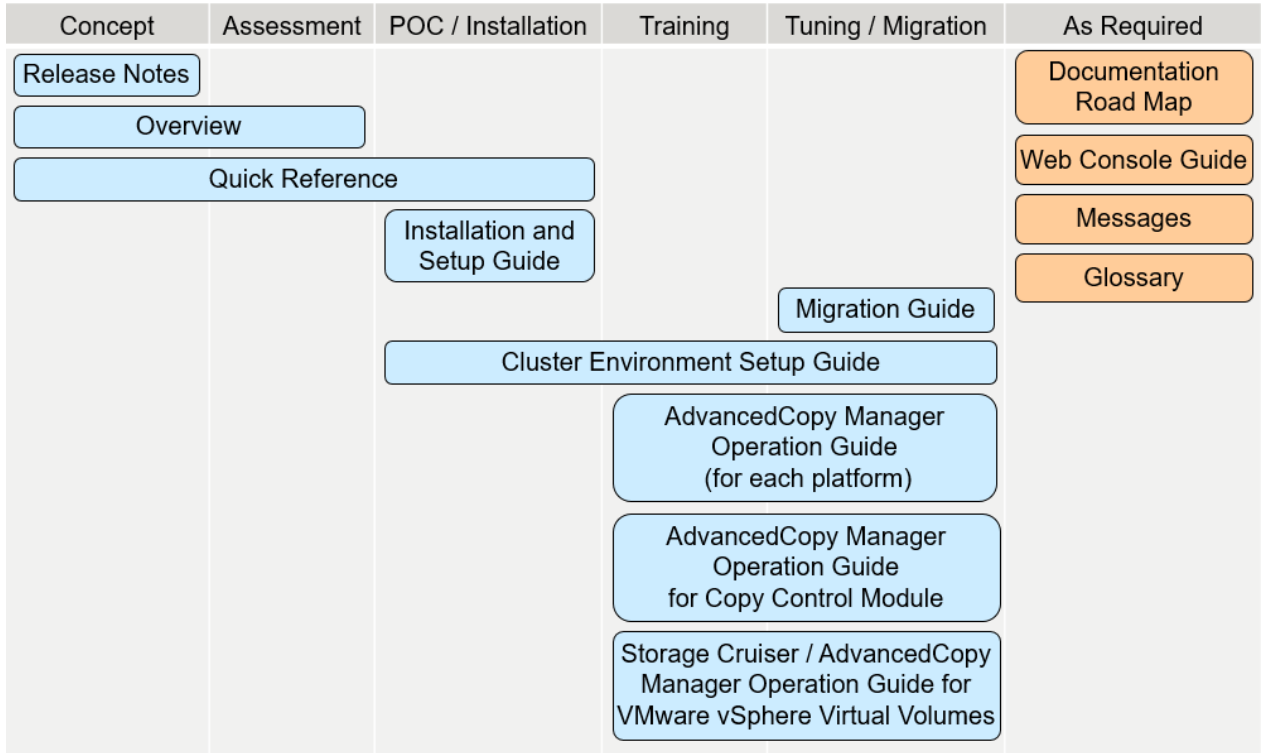 Concept
Assessment
POC / Installation
Training
Tuning / Migration
As Required
Release Notes
Overview
Quick Reference
Installation and
Setup Guide
Migration Guide
Cluster Environment Setup Guide
AdvancedCopy Manager
Operation Guide
(for each platform)
AdvancedCopy Manager
Operation Guide
for Copy Control Module
Storage Cruiser / AdvancedCopy
Manager Operation Guide for
VMware vSphere Virtual Volumes
Documentation
Road Map
Web Console Guide
Messages
Glossary